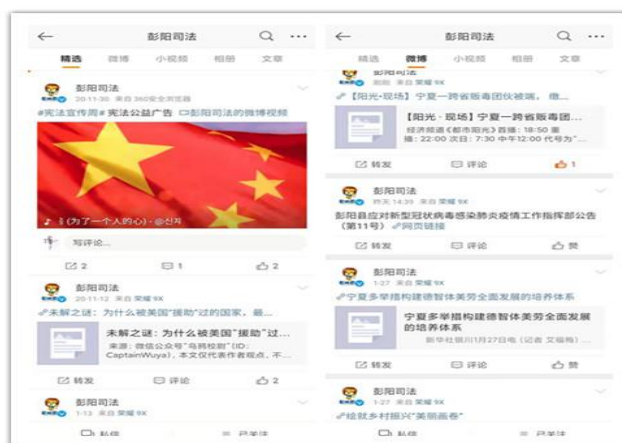 彭阳司法
精选 微博 小视频 相册 文章
彭阳司法
20-11-30 来自 360安全浏览器
#宪法宣传周# 宪法公益广告 彭阳司法的微博视频
(为了一个人的心) - @신지
写评论...
2 1 2
彭阳司法
20-11-12 来自 荣耀 9X
未解之谜：为什么被美国“援助”过的国家，最...
未解之谜：为什么被美国“援助”过...
来源：微信公众号“乌鸦校尉”(ID:
CaptainWuya)，本文仅代表作者观点，不...
转发 评论 2
彭阳司法
1-13 来自 荣耀 9X
私信 已关注
彭阳司法
精选 微博 小视频 相册 文章
彭阳司法
来自 荣耀 9X
【阳光·现场】宁夏一跨省贩毒团伙被端，缴...
【阳光·现场】宁夏一跨省贩毒团...
经济频道《都市阳光》首播：18:50 重
播：22:00 次日：7:30 中午12:00 代号为“...
转发 评论 1
彭阳司法
昨天 14:39 来自 荣耀 9X
彭阳县应对新型冠状病毒感染肺炎疫情工作指挥部公告
（第11号） 网页链接
转发 评论 赞
彭阳司法
1-27 来自 荣耀 9X
宁夏多举措构建德智体美劳全面发展的培养体系
宁夏多举措构建德智体美劳全面发展
的培养体系
新华社银川1月27日电（记者 艾福梅）...
转发 评论 赞
彭阳司法
1-27 来自 荣耀 9X
绘就乡村振兴“美丽画卷”
私信 已关注